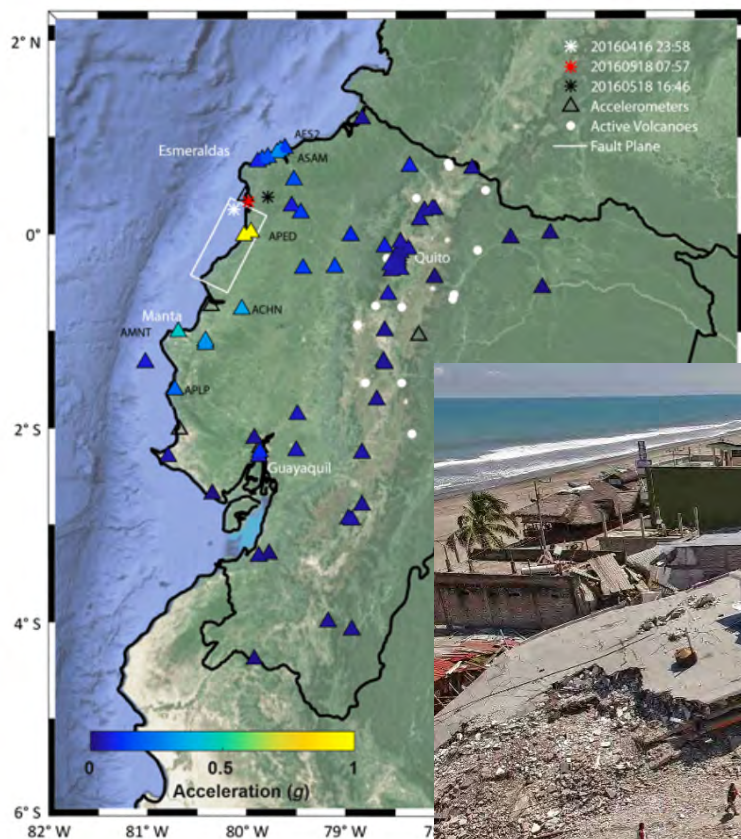 2° N
20160416 23:58
20160518 07:57
20160518 16:46
Accelerometers
Active Volcanoes
Fault Plane
AES2
Esmeraldas
ASAM
0°
APED
Quito
ACHN
Manta
AMNT
APLP
2° S
Guayaquil
4° S
0 0.5 1
Acceleration (g)
6° S
82° W 81° W 80° W 79° W